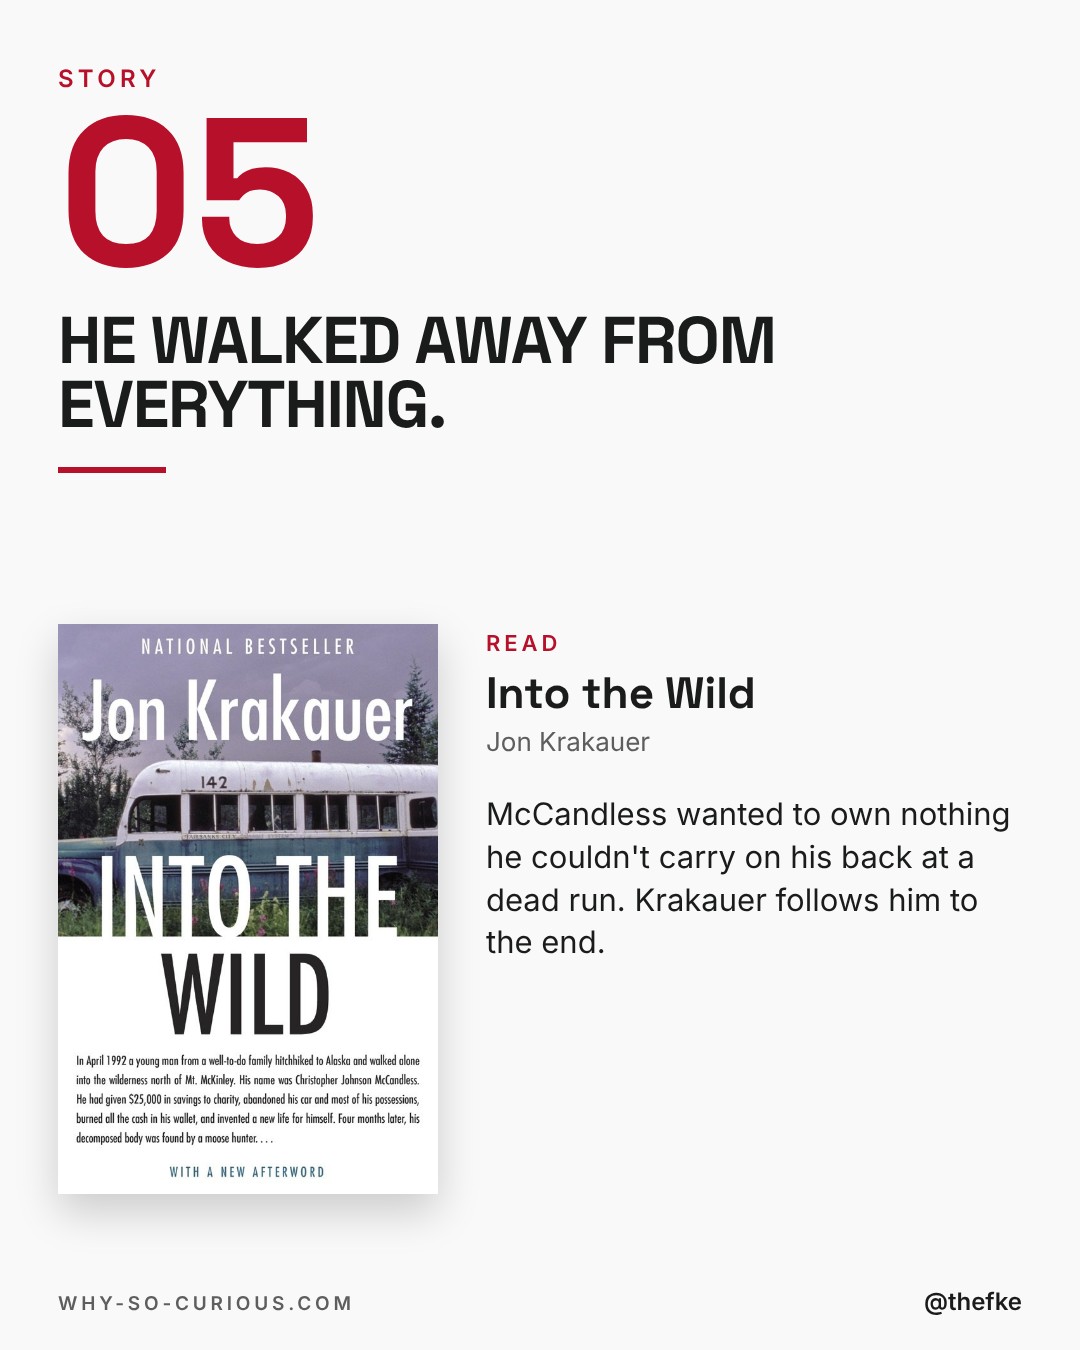 STORY
05
HE WALKED AWAY FROM
EVERYTHING.
NATIONAL BESTSELLER
Jon Krakauer
142
FAIRBANKS CITY
INTO THE
WILD
In April 1992 a young man from a well-to-do family hitchhiked to Alaska and walked alone
into the wilderness north of Mt. McKinley. His name was Christopher Johnson McCandless.
He had given $25,000 in savings to charity, abandoned his car and most of his possessions,
burned all the cash in his wallet, and invented a new life for himself. Four months later, his
decomposed body was found by a moose hunter. . . .
WITH A NEW AFTERWORD
READ
Into the Wild
Jon Krakauer
McCandless wanted to own nothing
he couldn't carry on his back at a
dead run. Krakauer follows him to
the end.
WHY-SO-CURIOUS.COM
@thefke